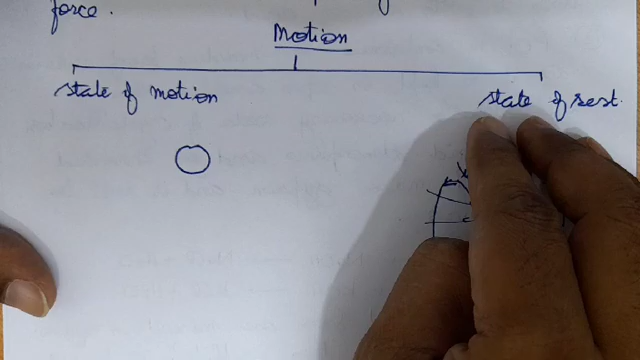 force.
Motion
state of motion state of rest.